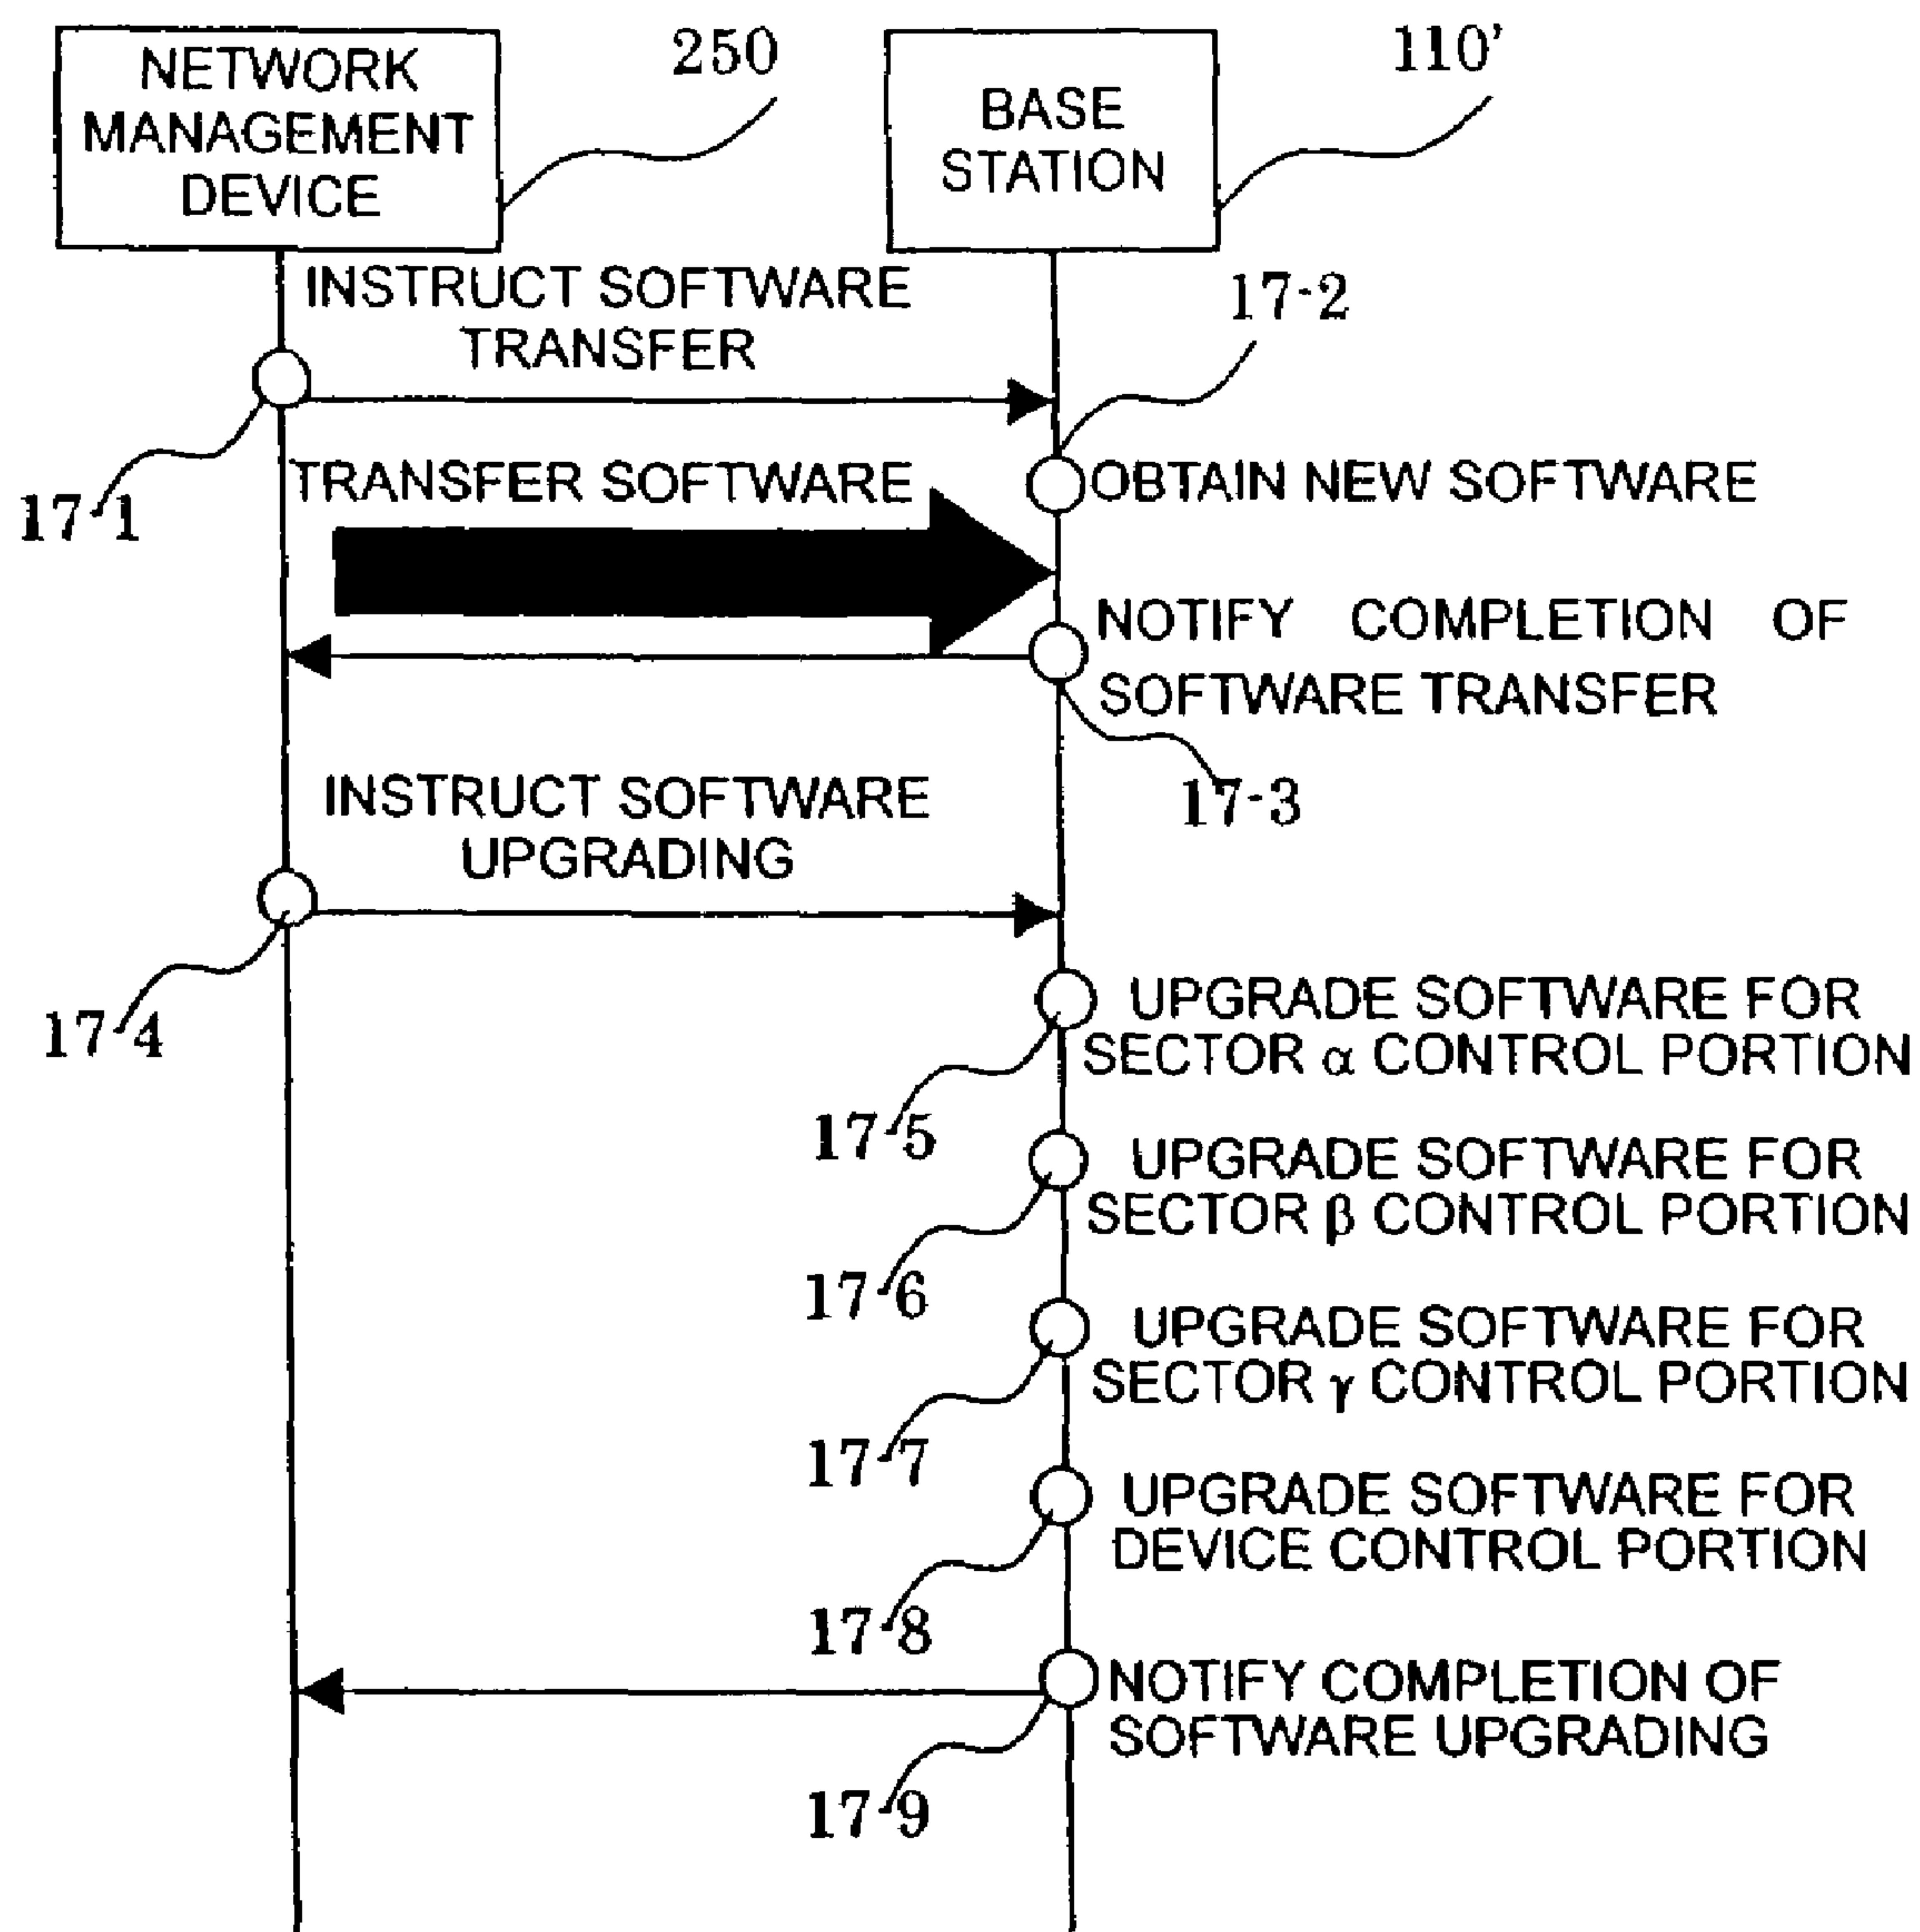 NETWORK
MANAGEMENT
DEVICE
250
BASE
STATION
110'
INSTRUCT SOFTWARE
TRANSFER
17-2
17-1
TRANSFER SOFTWARE
OBTAIN NEW SOFTWARE
NOTIFY COMPLETION OF
SOFTWARE TRANSFER
17-3
INSTRUCT SOFTWARE
UPGRADING
17-4
UPGRADE SOFTWARE FOR
SECTOR α CONTROL PORTION
17-5
UPGRADE SOFTWARE FOR
SECTOR β CONTROL PORTION
17-6
UPGRADE SOFTWARE FOR
SECTOR γ CONTROL PORTION
17-7
UPGRADE SOFTWARE FOR
DEVICE CONTROL PORTION
17-8
NOTIFY COMPLETION OF
SOFTWARE UPGRADING
17-9